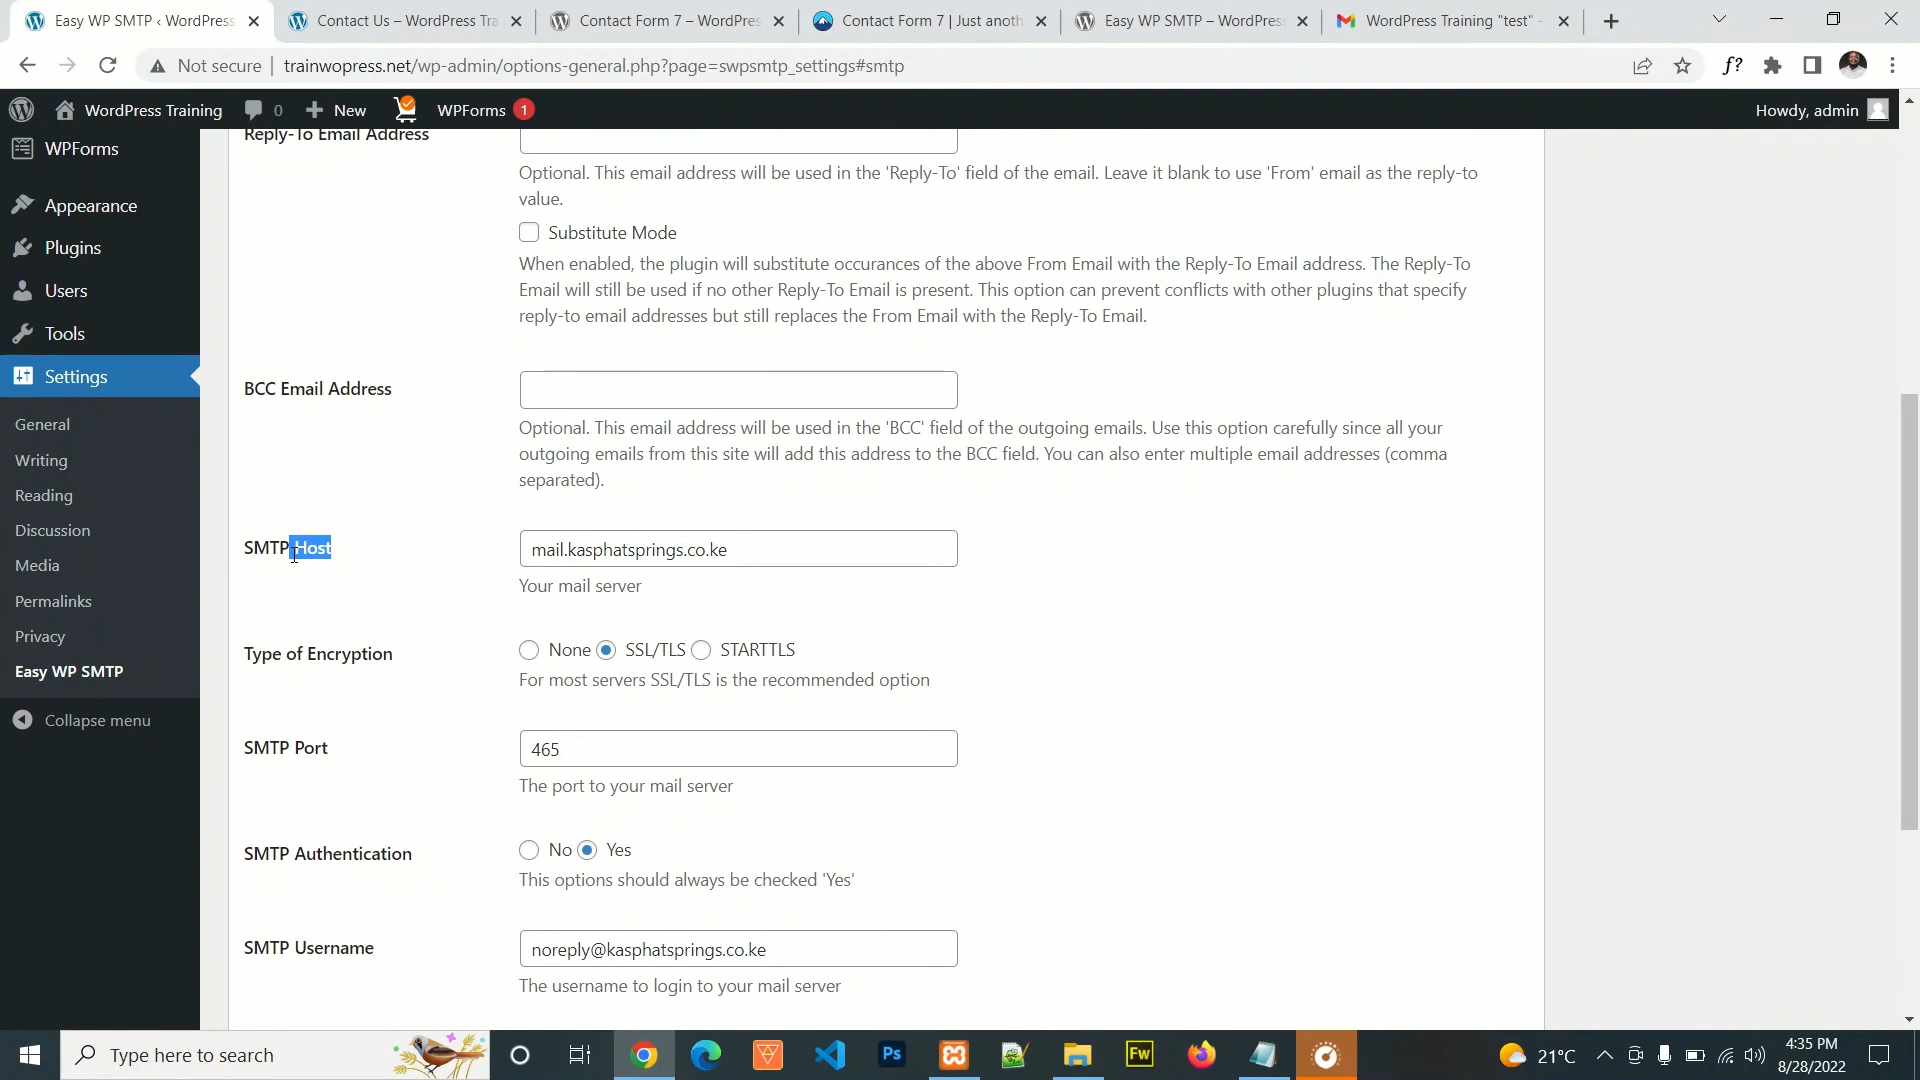 Easy WP SMTP ‹ WordPress
Contact Us – WordPress Tra
Contact Form 7 – WordPres
Contact Form 7 | Just anoth
Easy WP SMTP – WordPress
WordPress Training "test" -
Not secure
trainwopress.net/wp-admin/options-general.php?page=swpsmtp_settings#smtp
f?
WordPress Training
0
New
WPForms 1
Howdy, admin
WPForms
Appearance
Plugins
Users
Tools
Settings
General
Writing
Reading
Discussion
Media
Permalinks
Privacy
Easy WP SMTP
Collapse menu
Reply-To Email Address
Optional. This email address will be used in the 'Reply-To' field of the email. Leave it blank to use 'From' email as the reply-to
value.
Substitute Mode
When enabled, the plugin will substitute occurances of the above From Email with the Reply-To Email address. The Reply-To
Email will still be used if no other Reply-To Email is present. This option can prevent conflicts with other plugins that specify
reply-to email addresses but still replaces the From Email with the Reply-To Email.
BCC Email Address
Optional. This email address will be used in the 'BCC' field of the outgoing emails. Use this option carefully since all your
outgoing emails from this site will add this address to the BCC field. You can also enter multiple email addresses (comma
separated).
SMTP Host
mail.kasphatsprings.co.ke
Your mail server
Type of Encryption
None SSL/TLS STARTTLS
For most servers SSL/TLS is the recommended option
SMTP Port
465
The port to your mail server
SMTP Authentication
No Yes
This options should always be checked 'Yes'
SMTP Username
noreply@kasphatsprings.co.ke
The username to login to your mail server
Type here to search
Ps
Fw
21°C
4:35 PM
8/28/2022